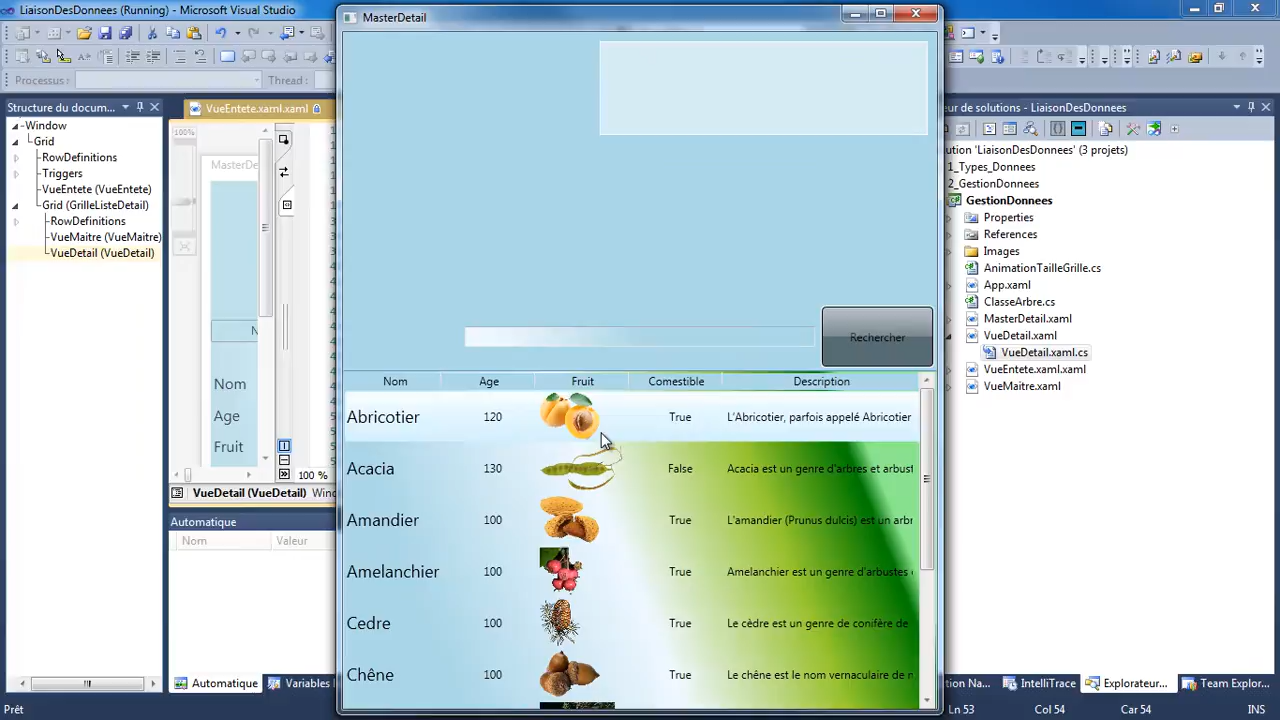 LiaisonDesDonnees (Running) - Microsoft Visual Studio
MasterDetail
Processus :
Thread :
Structure du docum...
VueEntete.xaml.xaml
eur de solutions - LiaisonDesDonnees
Window
Grid
RowDefinitions
Triggers
VueEntete (VueEntete)
Grid (GrilleListeDetail)
RowDefinitions
VueMaitre (VueMaitre)
VueDetail (VueDetail)
100%
MasterDe
N
Nom
Age
Fruit
100 %
VueDetail (VueDetail) Win
Automatique
Nom Valeur
Automatique
Variables
Prêt
Rechercher
Nom Age Fruit Comestible Description
Abricotier 120 True L'Abricotier, parfois appelé Abricotier
Acacia 130 False Acacia est un genre d'arbres et arbust
Amandier 100 True L'amandier (Prunus dulcis) est un arbr
Amelanchier 100 True Amelanchier est un genre d'arbustes
Cedre 100 True Le cèdre est un genre de conifère de
Chêne 100 True Le chêne est le nom vernaculaire de
ution 'LiaisonDesDonnees' (3 projets)
1_Types_Donnees
2_GestionDonnees
GestionDonnees
Properties
References
Images
AnimationTailleGrille.cs
App.xaml
ClasseArbre.cs
MasterDetail.xaml
VueDetail.xaml
VueDetail.xaml.cs
VueEntete.xaml.xaml
VueMaitre.xaml
ction Na...
IntelliTrace
Explorateur...
Team Explor...
Ln 53 Col 54 Car 54 INS